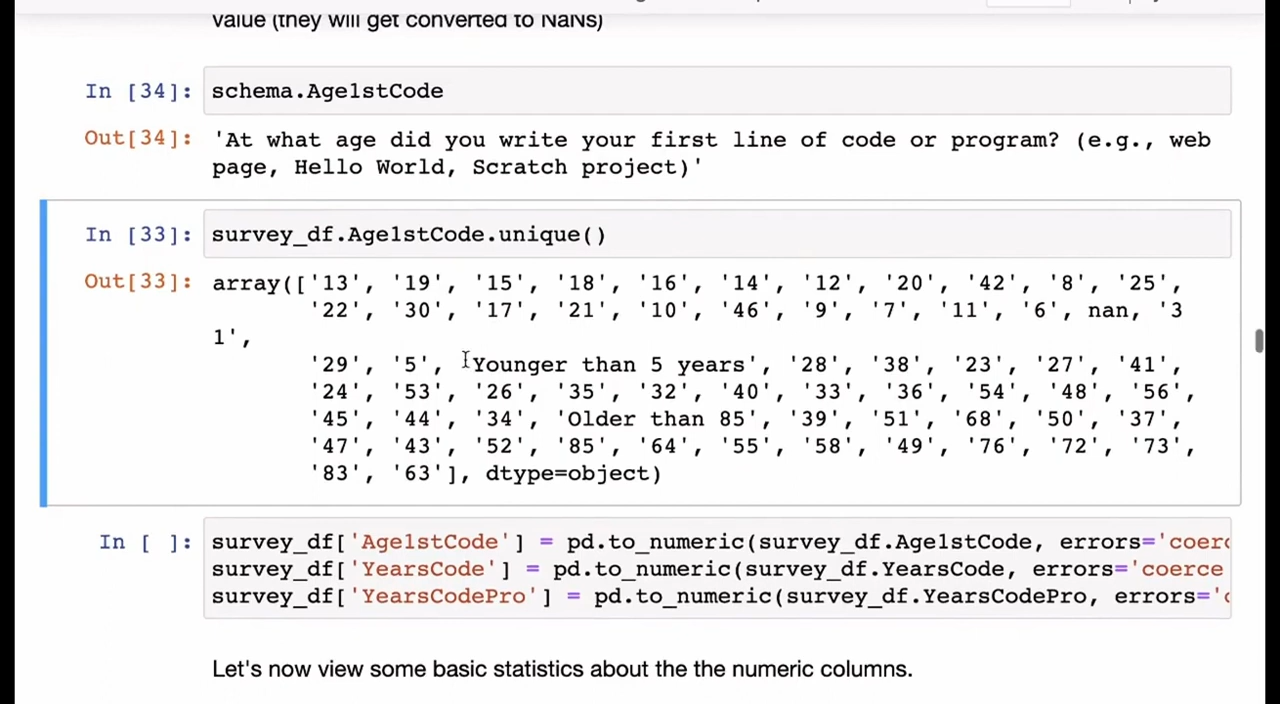 value (they will get converted to NaNs)
In [34]: schema.Age1stCode
Out[34]: 'At what age did you write your first line of code or program? (e.g., web
page, Hello World, Scratch project)'
In [33]: survey_df.Age1stCode.unique()
Out[33]: array(['13', '19', '15', '18', '16', '14', '12', '20', '42', '8', '25',
'22', '30', '17', '21', '10', '46', '9', '7', '11', '6', nan, '3
1',
'29', '5', 'Younger than 5 years', '28', '38', '23', '27', '41',
'24', '53', '26', '35', '32', '40', '33', '36', '54', '48', '56',
'45', '44', '34', 'Older than 85', '39', '51', '68', '50', '37',
'47', '43', '52', '85', '64', '55', '58', '49', '76', '72', '73',
'83', '63'], dtype=object)
In [ ]: survey_df['Age1stCode'] = pd.to_numeric(survey_df.Age1stCode, errors='coerc
survey_df['YearsCode'] = pd.to_numeric(survey_df.YearsCode, errors='coerce
survey_df['YearsCodePro'] = pd.to_numeric(survey_df.YearsCodePro, errors='c
Let's now view some basic statistics about the the numeric columns.